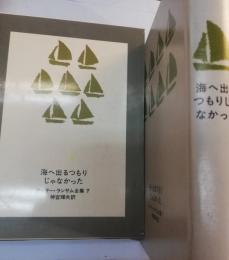 海へ出るつもり
じゃなかった
アーサー・ランサム全集 7
神宮輝夫訳
海へ出る
つもりじ
なかった